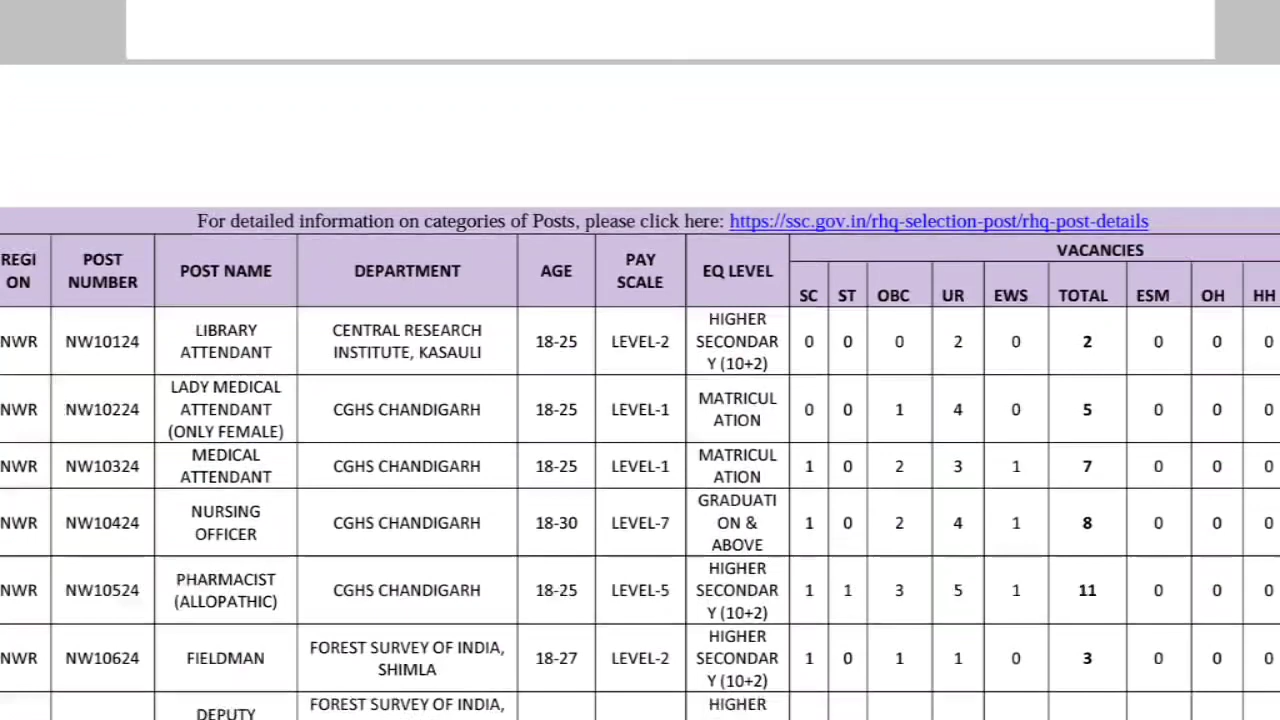 For detailed information on categories of Posts, please click here: https://ssc.gov.in/rhq-selection-post/rhq-post-details
REGI
ON
POST
NUMBER
POST NAME
DEPARTMENT
AGE
PAY
SCALE
EQ LEVEL
VACANCIES
SC ST OBC UR EWS TOTAL ESM OH HH
NWR NW10124
LIBRARY
ATTENDANT
CENTRAL RESEARCH
INSTITUTE, KASAULI
18-25 LEVEL-2
HIGHER
SECONDAR
Y (10+2)
0 0 0 2 0 2 0 0 0
NWR NW10224
LADY MEDICAL
ATTENDANT
(ONLY FEMALE)
CGHS CHANDIGARH
18-25 LEVEL-1
MATRICUL
ATION
0 0 1 4 0 5 0 0 0
NWR NW10324
MEDICAL
ATTENDANT
CGHS CHANDIGARH
18-25 LEVEL-1
MATRICUL
ATION
1 0 2 3 1 7 0 0 0
NWR NW10424
NURSING
OFFICER
CGHS CHANDIGARH
18-30 LEVEL-7
GRADUATI
ON &
ABOVE
1 0 2 4 1 8 0 0 0
NWR NW10524
PHARMACIST
(ALLOPATHIC)
CGHS CHANDIGARH
18-25 LEVEL-5
HIGHER
SECONDAR
Y (10+2)
1 1 3 5 1 11 0 0 0
NWR NW10624
FIELDMAN
FOREST SURVEY OF INDIA,
SHIMLA
18-27 LEVEL-2
HIGHER
SECONDAR
Y (10+2)
1 0 1 1 0 3 0 0 0
DEPUTY
FOREST SURVEY OF INDIA,
HIGHER